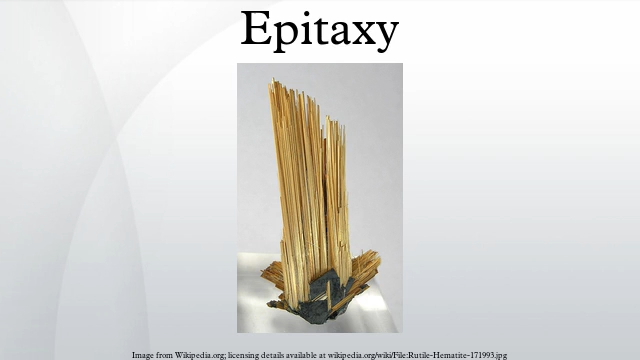 Epitaxy
Image from Wikipedia.org; licensing details available at wikipedia.org/wiki/File:Rutile-Hematite-171993.jpg